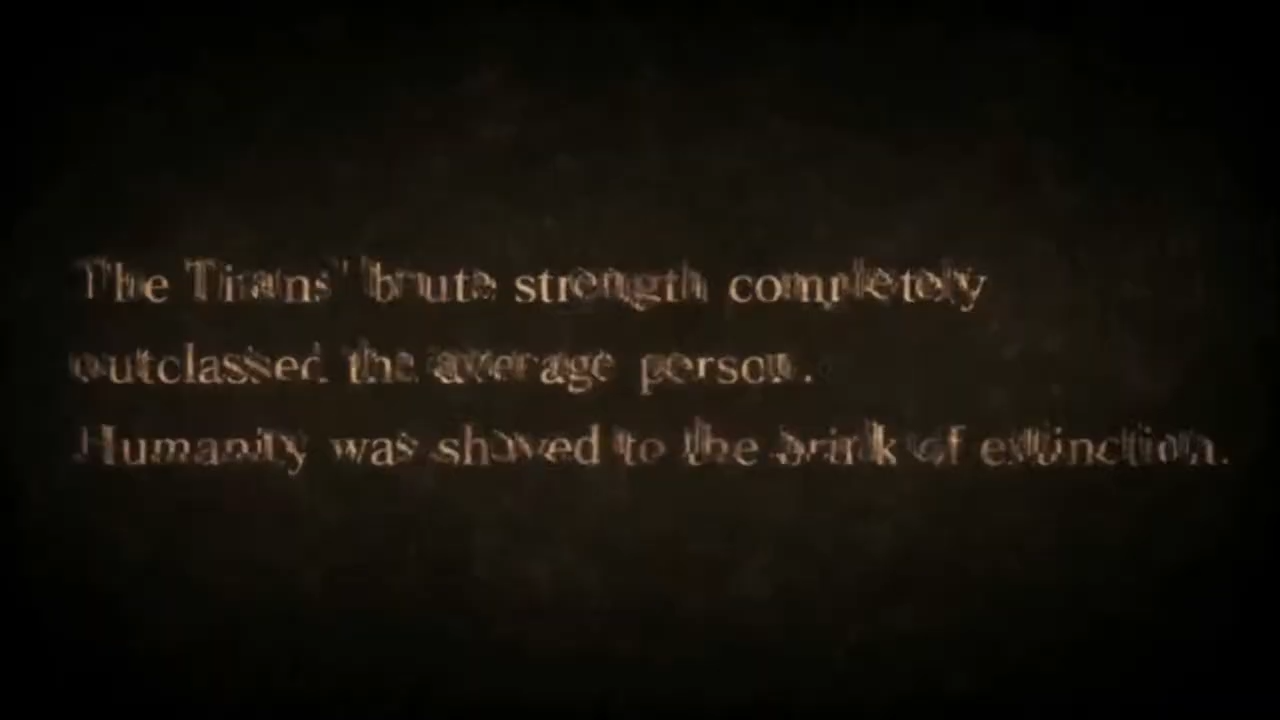 The Titans' brute strength completely
outclassed the average person.
Humanity was shoved to the brink of extinction.